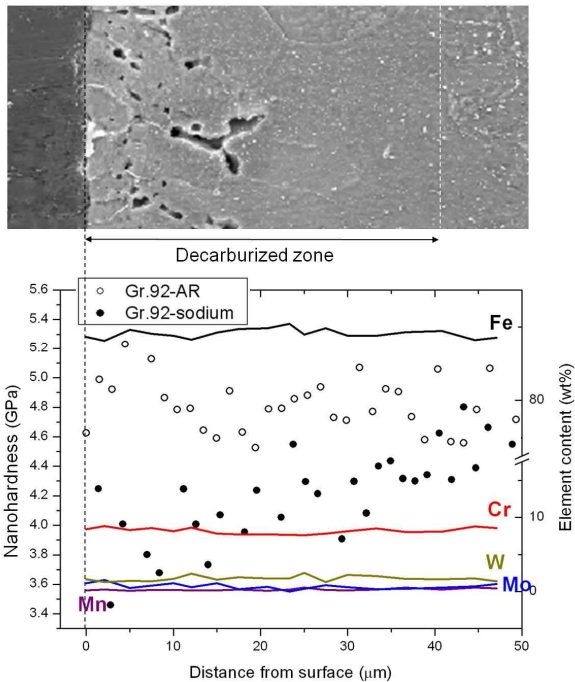 Decarburized zone
Gr.92-AR
Gr.92-sodium
Fe
Cr
W
Mo
Mn
Nanohardness (GPa)
5.6
5.4
5.2
5.0
4.8
4.6
4.4
4.2
4.0
3.8
3.6
3.4
80
10
0
Element content (wt%)
0 10 20 30 40 50
Distance from surface (μm)